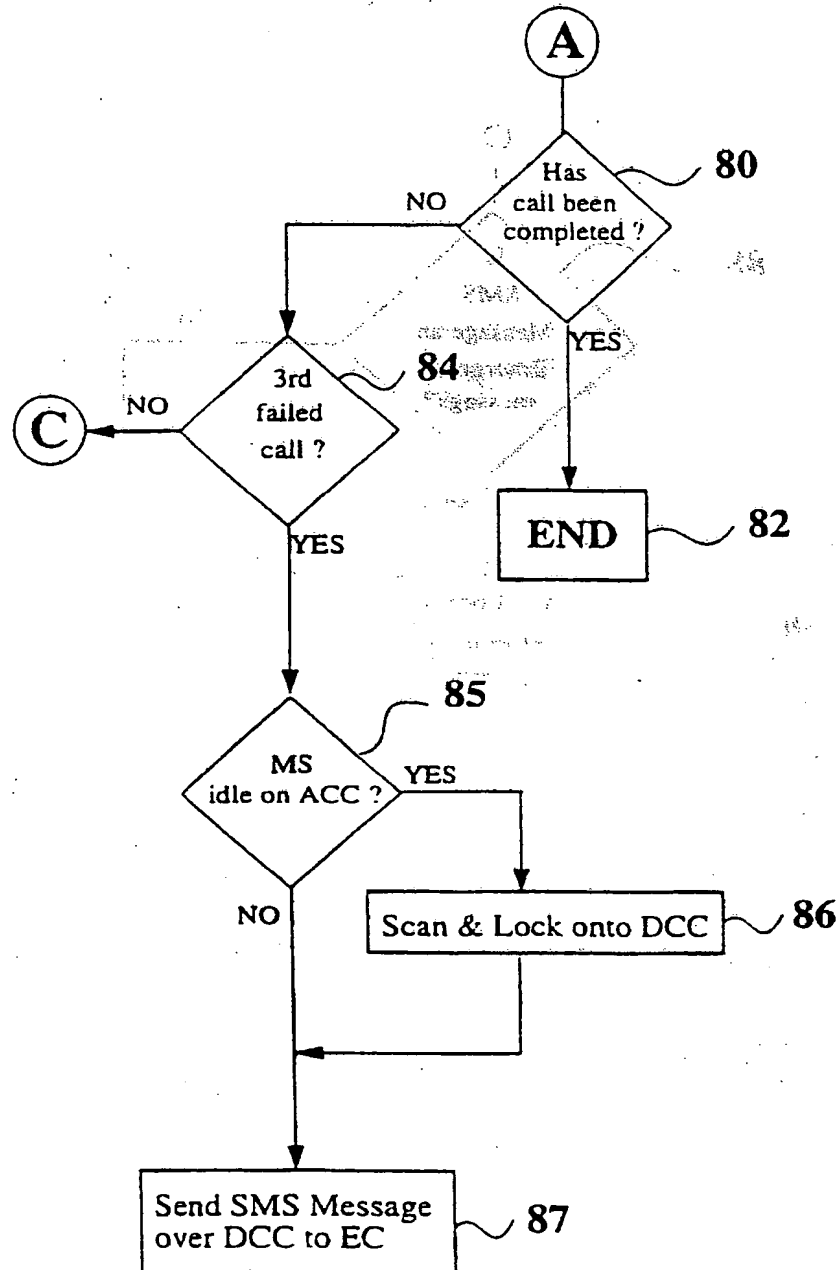 A
Has
call been
completed ?
80
NO
YES
3rd
failed
call ?
84
NO
C
YES
END
82
MS
idle on ACC ?
85
YES
NO
Scan & Lock onto DCC
86
Send SMS Message
over DCC to EC
87